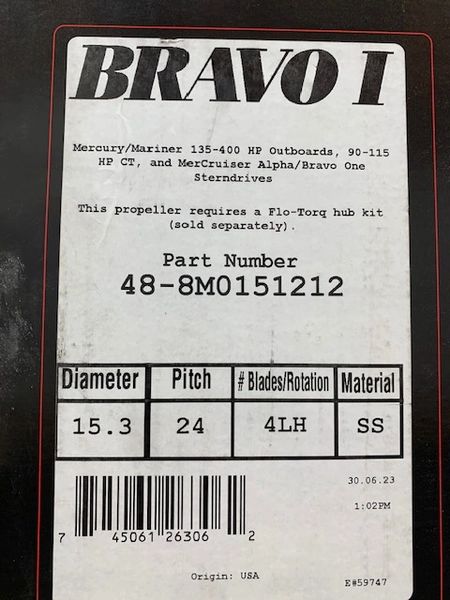 BRAVO I
Mercury/Mariner 135-400 HP Outboards, 90-115
HP CT, and MerCruiser Alpha/Bravo One
Sterndrives
This propeller requires a Flo-Torq hub kit
(sold separately).
Part Number
48-8M0151212
Diameter Pitch # Blades/Rotation Material
15.3 24 4LH SS
30.06.23
1:02PM
7 45061 26306 2
Origin: USA
E#59747